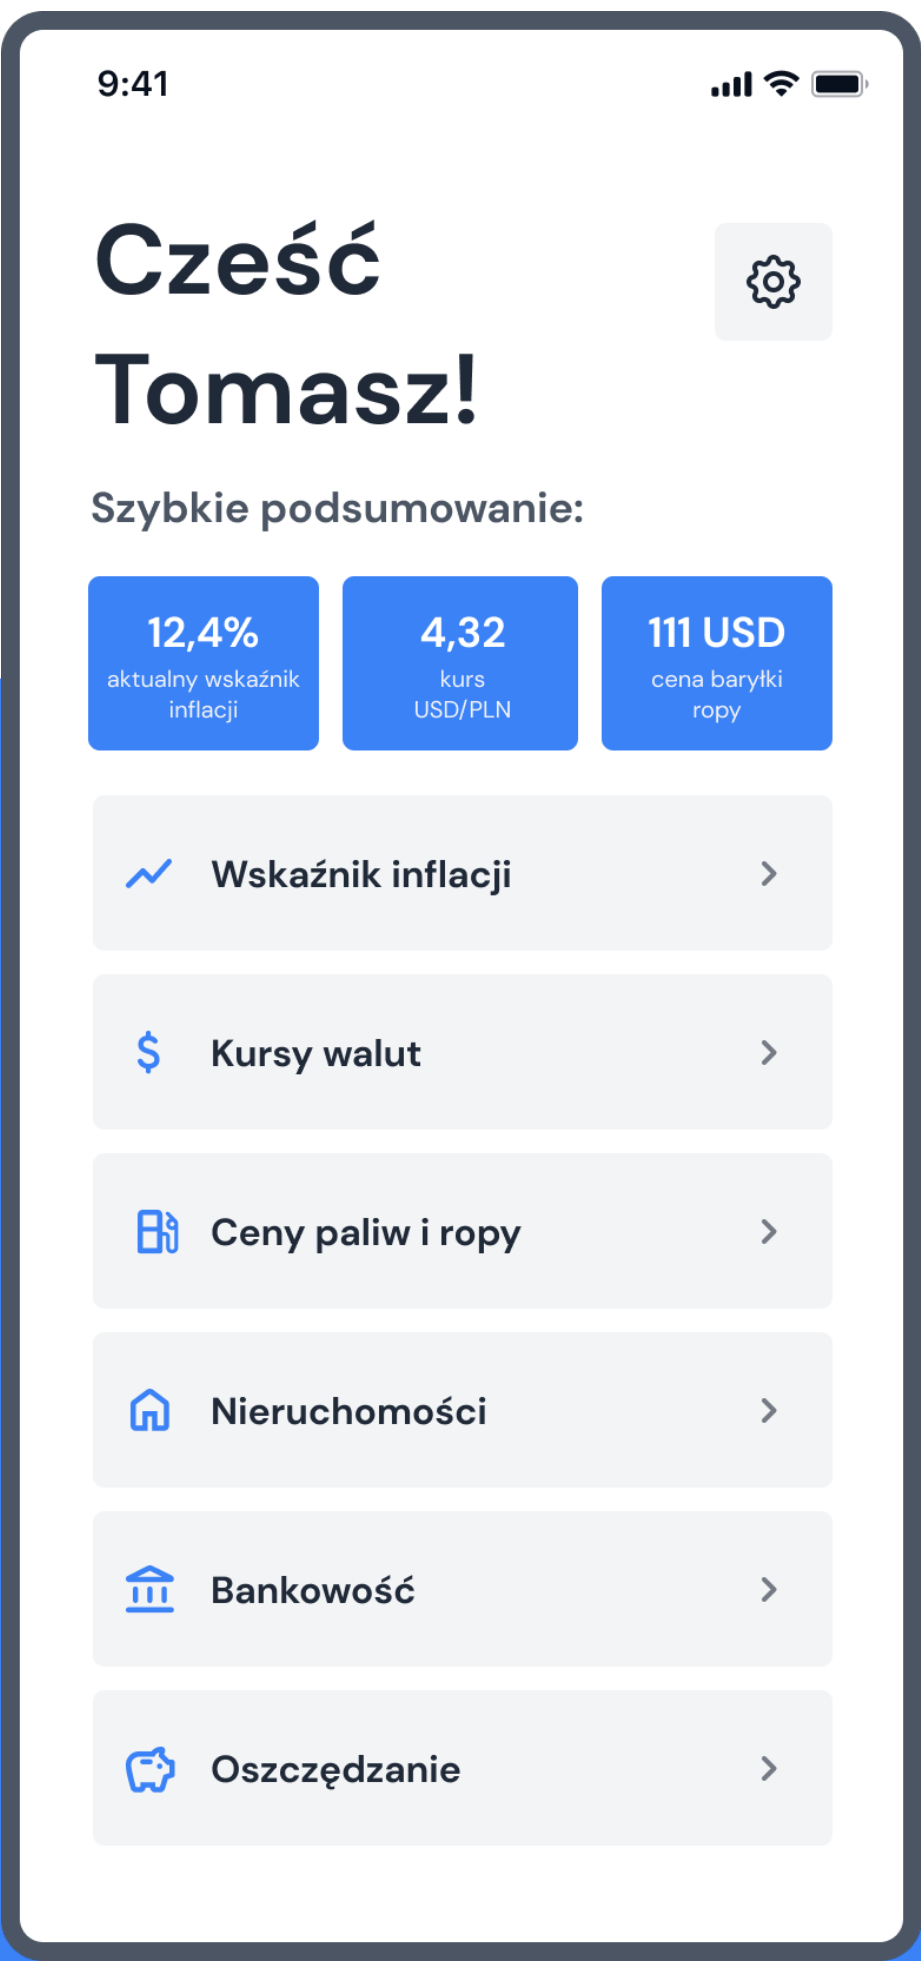 9:41
Cześć
Tomasz!
Szybkie podsumowanie:
12,4%
aktualny wskaźnik
inflacji
4,32
kurs
USD/PLN
111 USD
cena baryłki
ropy
Wskaźnik inflacji
Kursy walut
Ceny paliw i ropy
Nieruchomości
Bankowość
Oszczędzanie